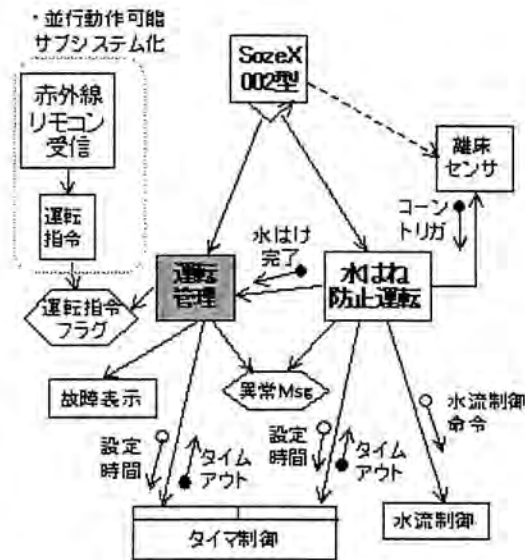 ・並行動作可能
サブシステム化
SozeX
002型
赤外線
リモコン
受信
離床
センサ
運転
指令
コーン
トリガ
水はけ
完了
運転
管理
水はね
防止運転
運転指令
フラグ
異常Msg
故障表示
設定
時間
タイム
アウト
設定
時間
タイム
アウト
水流制御
命令
タイマ制御
水流制御